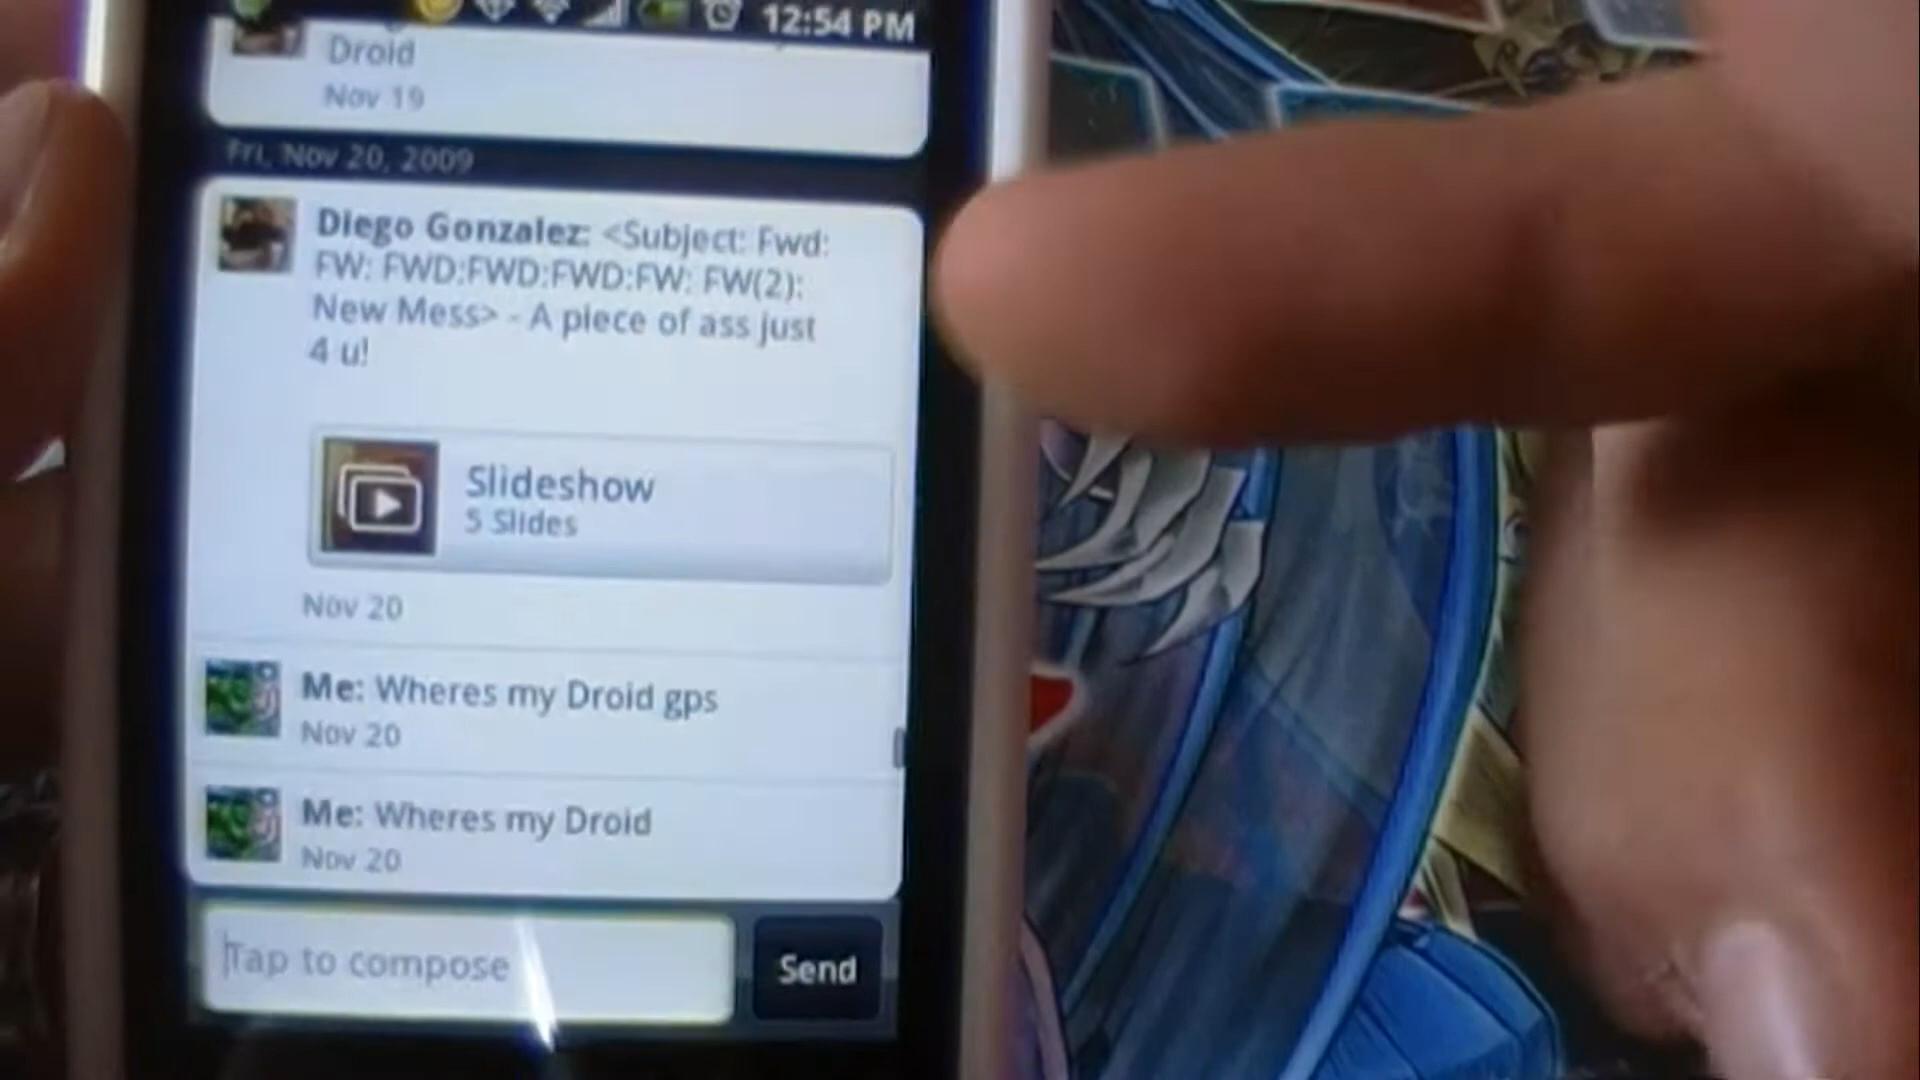 12:54 PM
Droid
Nov 19
Fri, Nov 20, 2009
Diego Gonzalez: <Subject: Fwd:
FW: FWD:FWD:FWD:FW: FW(2):
New Mess> - A piece of ass just
4 u!
Slideshow
5 Slides
Nov 20
Me: Wheres my Droid gps
Nov 20
Me: Wheres my Droid
Nov 20
Tap to compose
Send